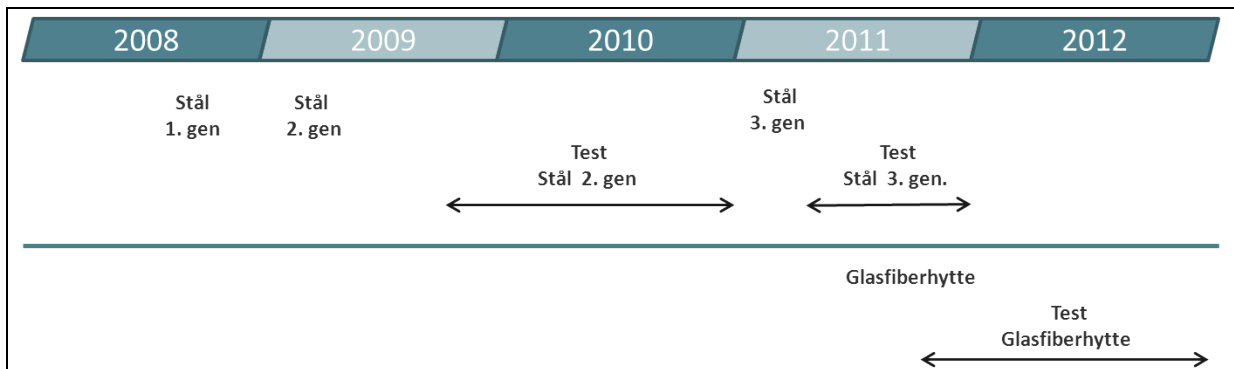 2008 2009 2010 2011 2012
Stål
1. gen
Stål
2. gen
Stål
3. gen
Test
Stål 2. gen
Test
Stål 3. gen.
Glasfiberhytte
Test
Glasfiberhytte